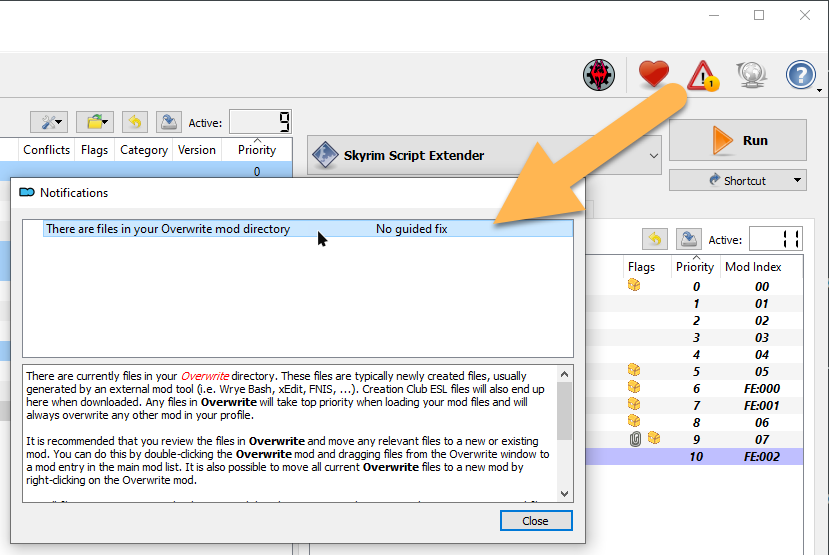 1
Active: 9
Conflicts Flags Category Version Priority
0
Skyrim Script Extender
Run
Shortcut
Notifications
There are files in your Overwrite mod directory No guided fix
There are currently files in your Overwrite directory. These files are typically newly created files, usually
generated by an external mod tool (i.e. Wrye Bash, xEdit, FNIS, ...). Creation Club ESL files will also end up
here when downloaded. Any files in Overwrite will take top priority when loading your mod files and will
always overwrite any other mod in your profile.
It is recommended that you review the files in Overwrite and move any relevant files to a new or existing
mod. You can do this by double-clicking the Overwrite mod and dragging files from the Overwrite window to
a mod entry in the main mod list. It is also possible to move all current Overwrite files to a new mod by
right-clicking on the Overwrite mod.
Close
Active: 11
Flags Priority Mod Index
0 00
1 01
2 02
3 03
4 04
5 05
6 FE:000
7 FE:001
8 06
9 07
10 FE:002